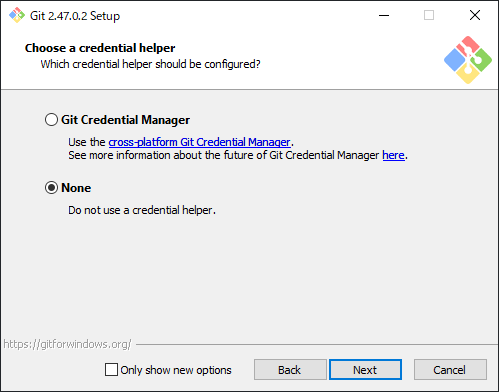 Git 2.47.0.2 Setup
Choose a credential helper
Which credential helper should be configured?
Git Credential Manager
Use the cross-platform Git Credential Manager.
See more information about the future of Git Credential Manager here.
None
Do not use a credential helper.
https://gitforwindows.org/
Only show new options
Back
Next
Cancel